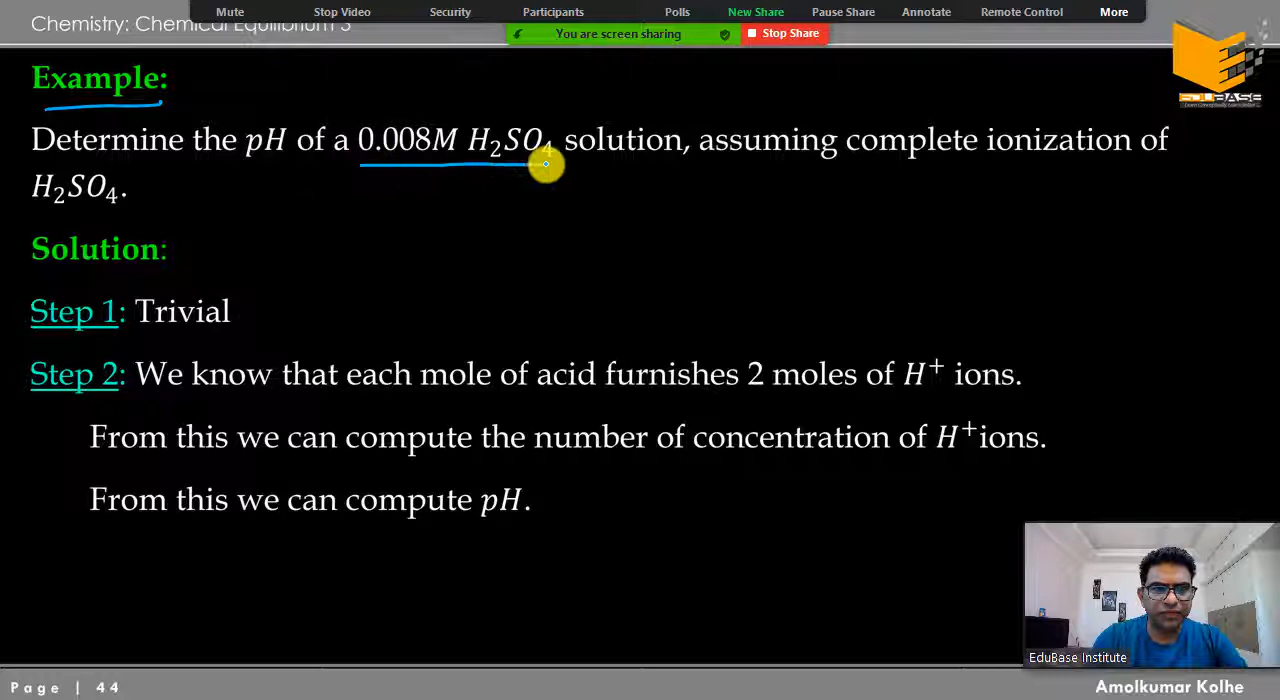 Mute Stop Video Security Participants Polls New Share Pause Share Annotate Remote Control More
Chemistry: Chemical Equilibrium 3
You are screen sharing Stop Share
EDUBASE
Example:
Determine the pH of a 0.008M H₂SO₄ solution, assuming complete ionization of
H₂SO₄.
Solution:
Step 1: Trivial
Step 2: We know that each mole of acid furnishes 2 moles of H⁺ ions.
From this we can compute the number of concentration of H⁺ions.
From this we can compute pH.
EduBase Institute
Page | 44
Amolkumar Kolhe